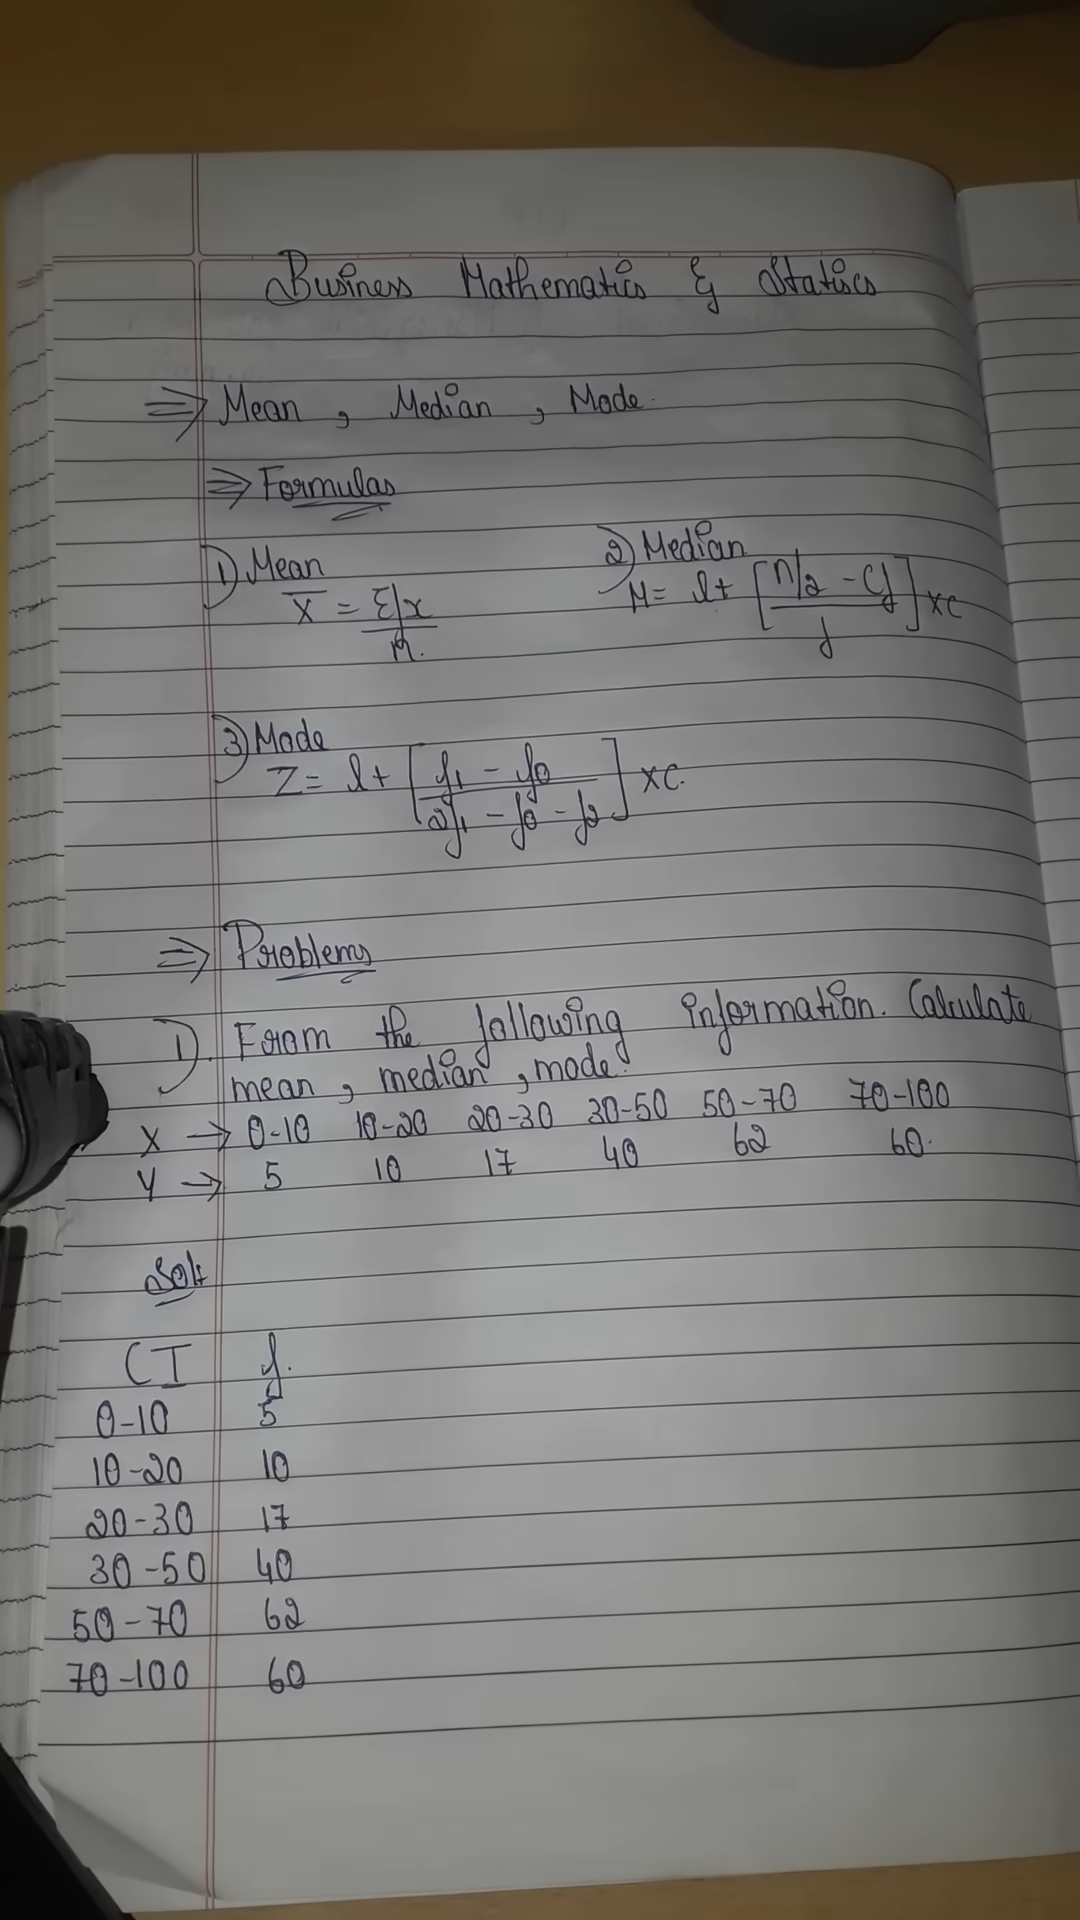 Business Mathematics & Statics
⇒ Mean, Median, Mode.
⇒ Formulas
1) Mean
X̄ = Σfx / n.
2) Median
M = l + [n/2 - Cf / f] × c
3) Mode
Z = l + [f1 - f0 / 2f1 - f0 - f2] × c.
⇒ Problems
1). From the following information. Calculate
mean, median, mode.
X → 0-10 10-20 20-30 30-50 50-70 70-100
Y → 5 10 17 40 62 60.
Soln
CI f.
0-10 5
10-20 10
20-30 17
30-50 40
50-70 62
70-100 60